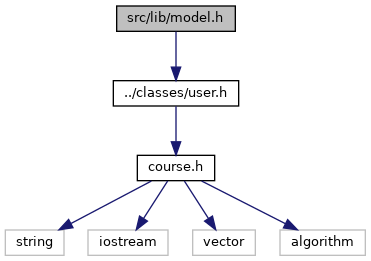 src/lib/model.h
../classes/user.h
course.h
string
iostream
vector
algorithm